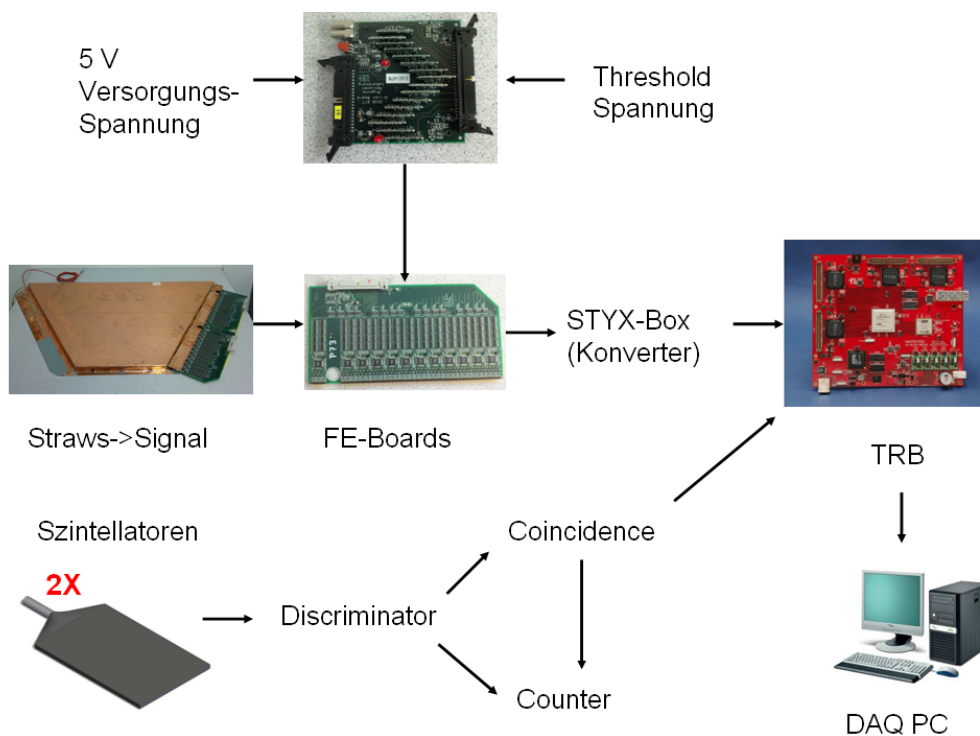 5 V
Versorgungs-
Spannung
Threshold
Spannung
STYX-Box
(Konverter)
P73
Straws->Signal
FE-Boards
TRB
Szintellatoren
2X
Coincidence
Discriminator
Counter
DAQ PC